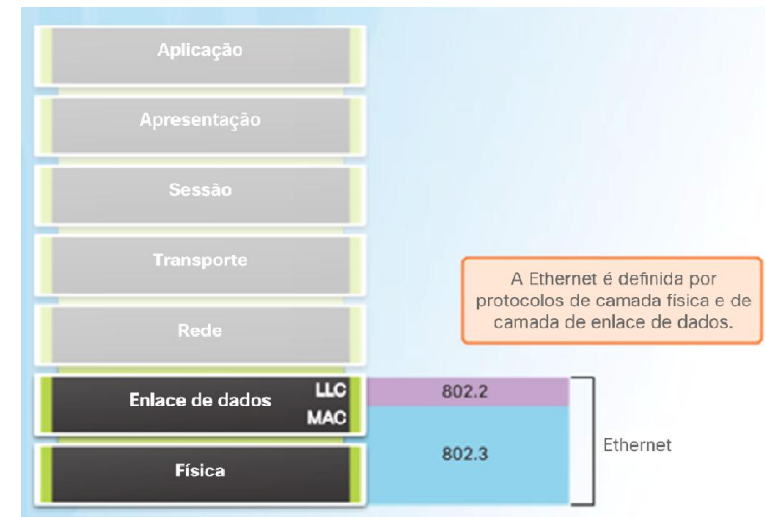 Aplicação
Apresentação
Sessão
Transporte
A Ethernet é definida por
protocolos de camada física e de
camada de enlace de dados.
Rede
Enlace de dados
LLC
MAC
802.2
802.3
Ethernet
Física